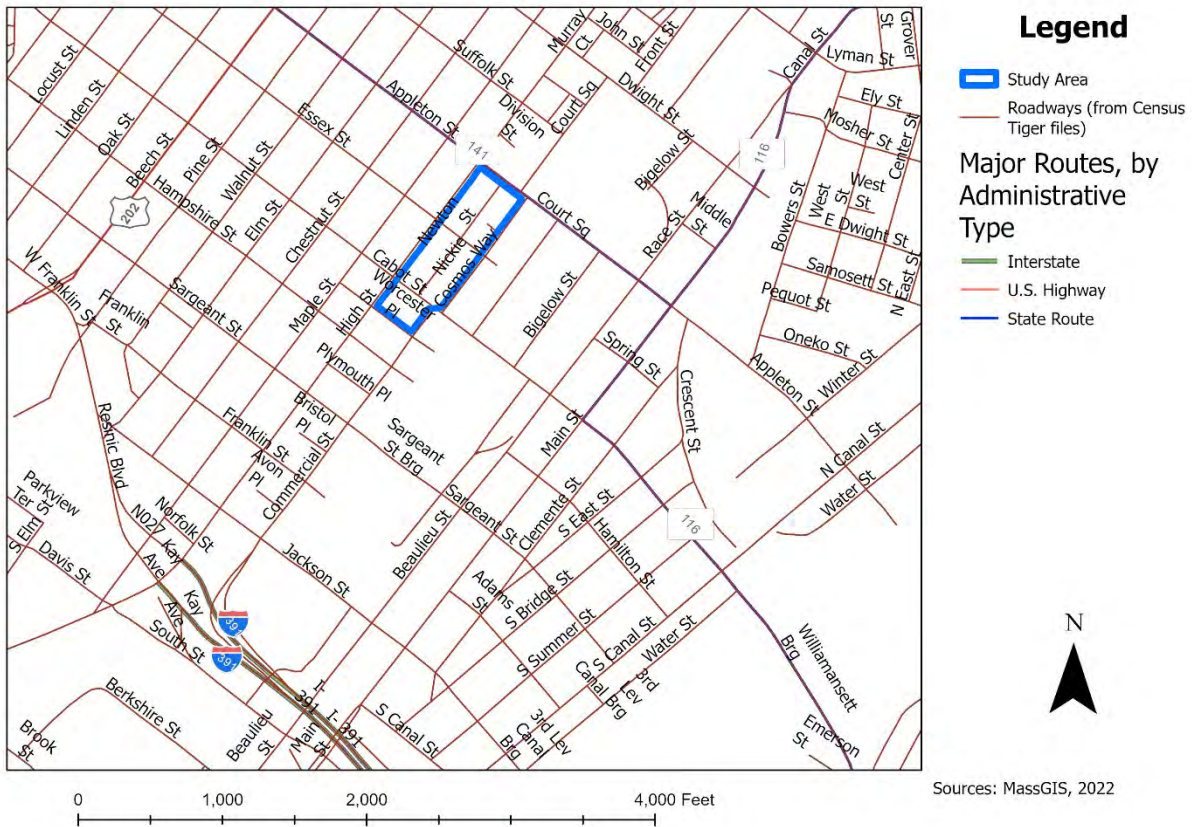 Locust St
Linden St
Oak St
Beech St
Pine St
Walnut St
Elm St
Hampshire St
202
W Franklin St
Franklin
St
Sargeant St
Chestnut St
Essex St
Appleton St
141
Suffolk St
Division
St
Murray
Ct
Court Sq
John St
Front St
Dwight St
Canal St
Lyman St
St
Grover
Ely St
Mosher St
Center St
116
Bigelow St
Middle
St
Race St
Court Sq
Bowers St
West
St
West
St
E Dwight St
Samosett St
N East St
Pequot St
Oneko St
Newton
Nickie St
Cosmos Way
Cabot St
Worcester
Pl
High St
Maple St
Bigelow St
Plymouth Pl
Spring St
Crescent St
Appleton St
Winter St
N Canal St
Water St
Main St
Bristol
Pl
Sargeant
St Brg
Franklin St
Avon
Pl
Commercial St
Resnic Blvd
Sargeant St
Clemente St
S East St
Hamilton St
116
Parkview
Ter
S Elm St
Norfolk St
N027 Kay
Ave
Kay
Ave
Davis St
South St
391
391
Jackson St
Beaulieu St
Adams
St
S Bridge St
S Summer St
S Canal St
Water St
3rd
Lev
Canal Brg
3rd Lev
Canal
Brg
S Canal St
I-
391
I- 391
Berkshire St
Brook
St
Beaulieu
St
Main St
Williamansett
Brg
Emerson
St
0 1,000 2,000 4,000 Feet
Legend
Study Area
Roadways (from Census
Tiger files)
Major Routes, by
Administrative
Type
Interstate
U.S. Highway
State Route
N
Sources: MassGIS, 2022